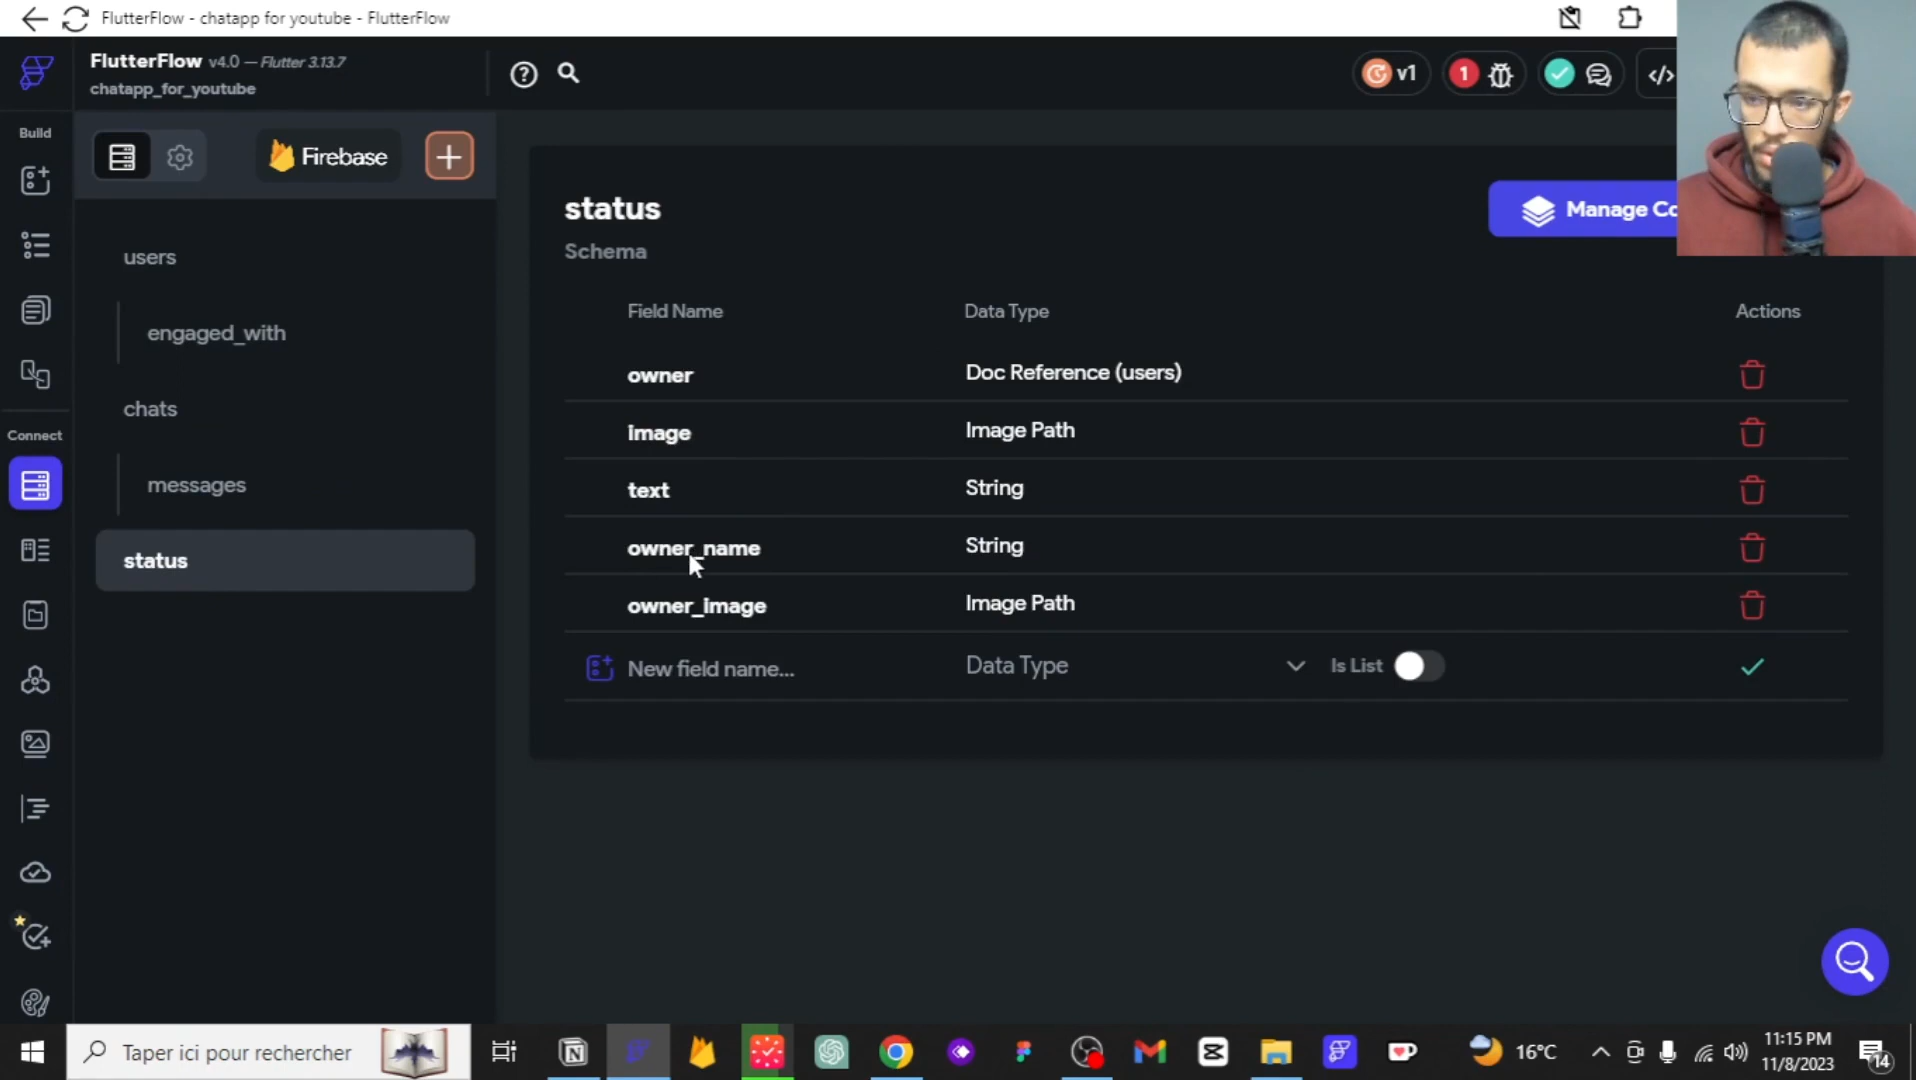 FlutterFlow - chatapp for youtube - FlutterFlow
FlutterFlow v4.0 — Flutter 3.13.7
chatapp_for_youtube
v1
1
Build
Firebase
users
engaged_with
chats
Connect
messages
status
status
Schema
Manage Co
Field Name Data Type Actions
owner Doc Reference (users)
image Image Path
text String
owner_name String
owner_image Image Path
New field name... Data Type Is List
Taper ici pour rechercher
16°C
11:15 PM
11/8/2023
14